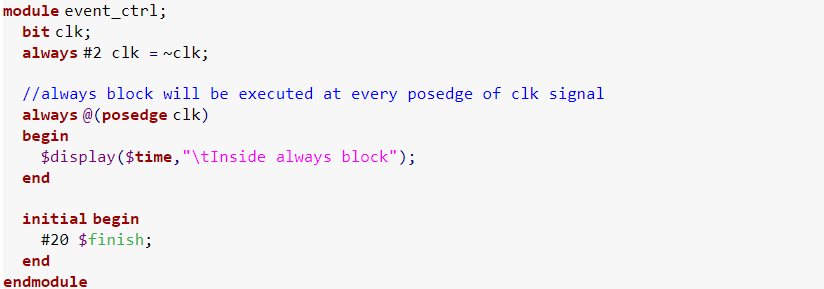 module event_ctrl;
bit clk;
always #2 clk = ~clk;
//always block will be executed at every posedge of clk signal
always @(posedge clk)
begin
$display($time,"\tInside always block");
end
initial begin
#20 $finish;
end
endmodule